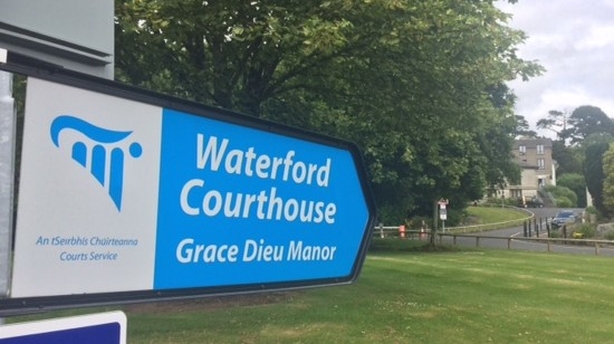 Waterford
Courthouse
Grace Dieu Manor
An tSeirbhís Chúirteanna
Courts Service